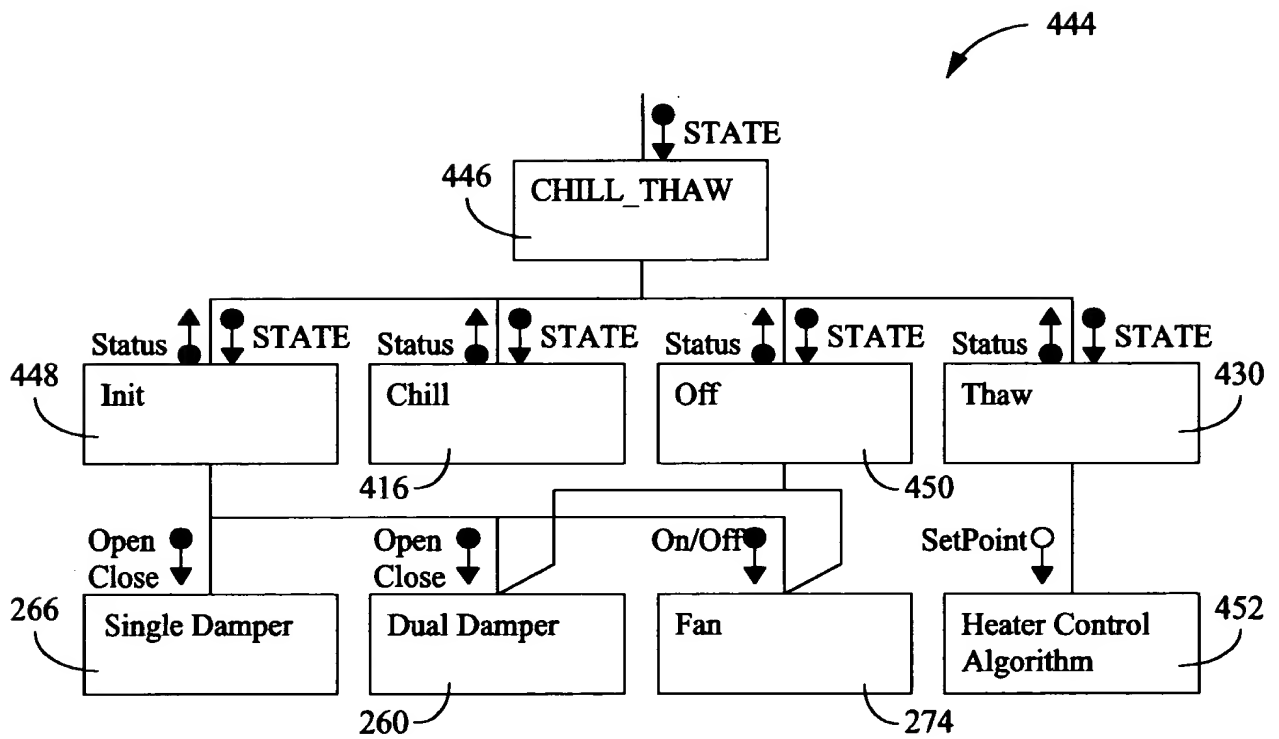 444
STATE
446
CHILL_THAW
Status STATE Status STATE Status STATE Status STATE
448 430
Init Chill Off Thaw
416 450
Open Close Open Close On/Off SetPoint
266 452
Single Damper Dual Damper Fan Heater Control Algorithm
260 274